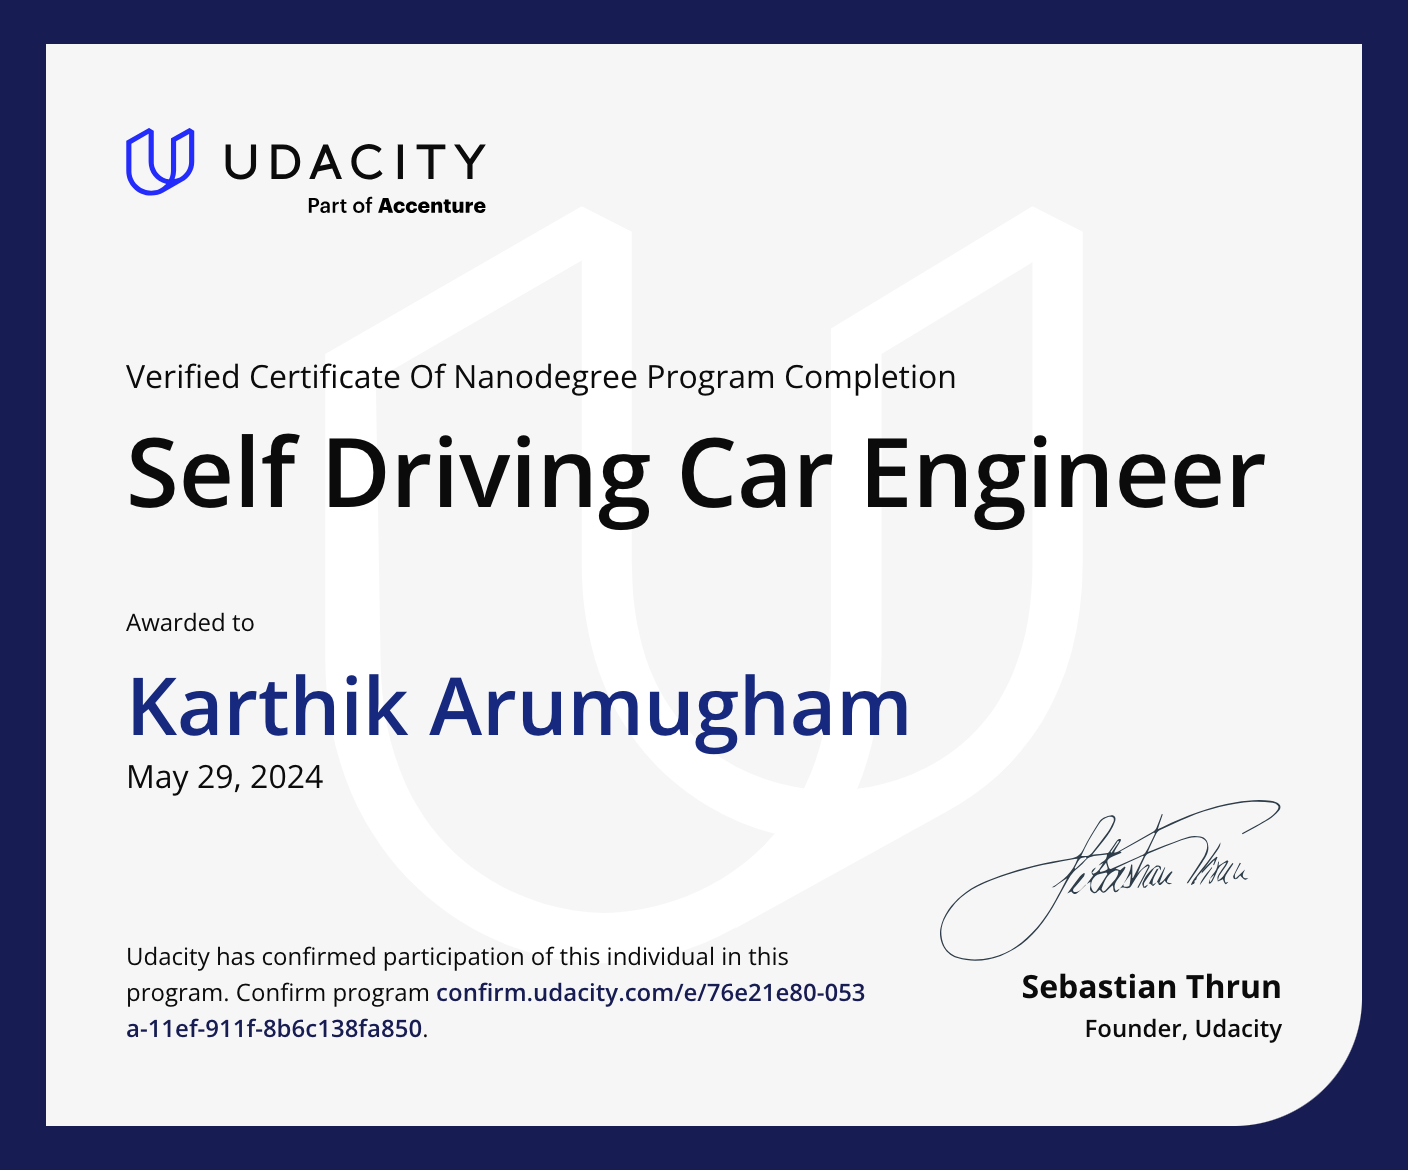 UDACITY
Part of Accenture
Verified Certificate Of Nanodegree Program Completion
Self Driving Car Engineer
Awarded to
Karthik Arumugham
May 29, 2024
Udacity has confirmed participation of this individual in this
program. Confirm program confirm.udacity.com/e/76e21e80-053
a-11ef-911f-8b6c138fa850.
Sebastian Thrun
Sebastian Thrun
Founder, Udacity